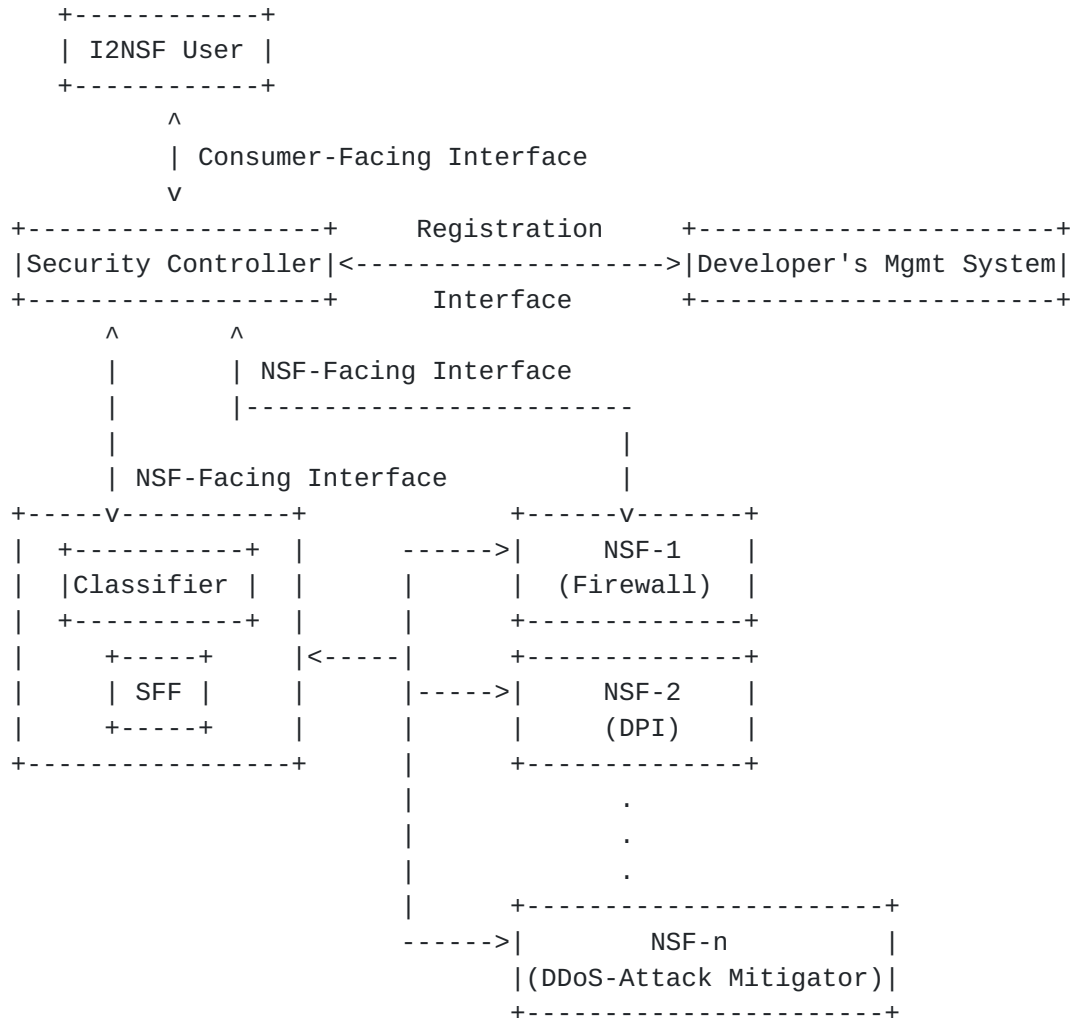 I2NSF User
Consumer-Facing Interface
Registration
Security Controller
Developer's Mgmt System
Interface
NSF-Facing Interface
NSF-Facing Interface
NSF-1
Classifier
(Firewall)
SFF
NSF-2
(DPI)
.
.
.
NSF-n
(DDoS-Attack Mitigator)